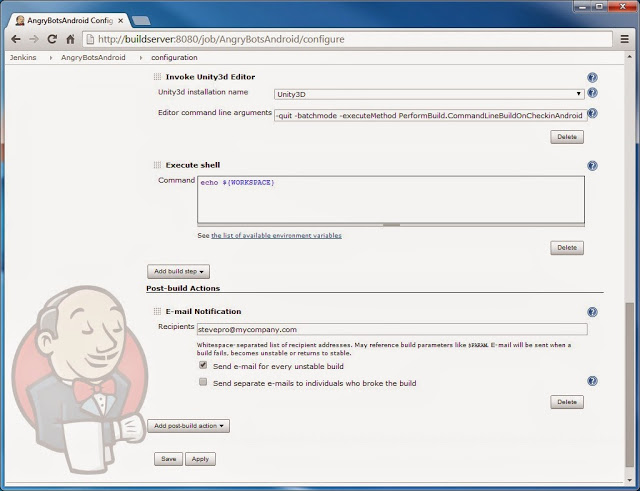 AngryBotsAndroid Config
http://buildserver:8080/job/AngryBotsAndroid/configure
Jenkins AngryBotsAndroid configuration
Invoke Unity3d Editor
Unity3d installation name Unity3D
Editor command line arguments -quit -batchmode -executeMethod PerformBuild.CommandLineBuildOnCheckinAndroid
Delete
Execute shell
Command echo ${WORKSPACE}
See the list of available environment variables
Delete
Add build step
Post-build Actions
E-mail Notification
Recipients stevepro@mycompany.com
Whitespace-separated list of recipient addresses. May reference build parameters like $PARAM. E-mail will be sent when a
build fails, becomes unstable or returns to stable.
Send e-mail for every unstable build
Send separate e-mails to individuals who broke the build
Delete
Add post-build action
Save Apply